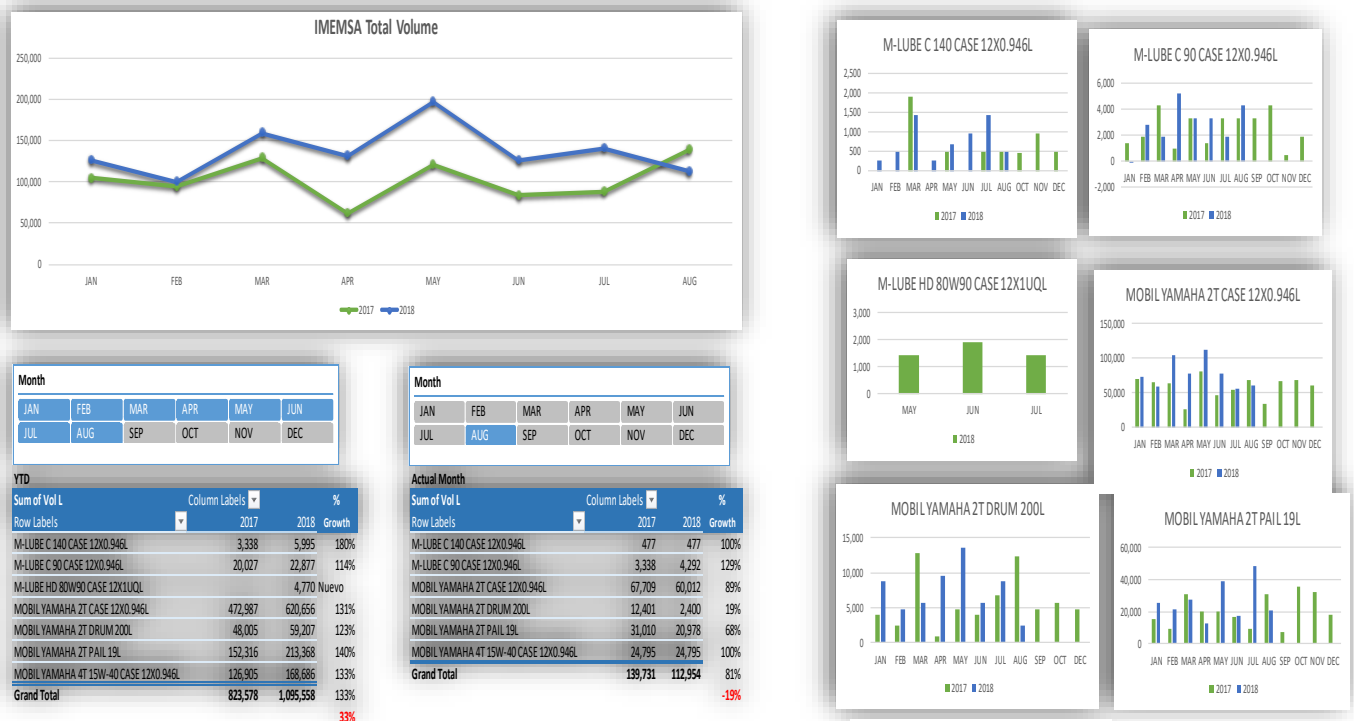 IMEMSA Total Volume
250,000
200,000
150,000
100,000
50,000
0
JAN FEB MAR APR MAY JUN JUL AUG
2017 2018
Month
JAN FEB MAR APR MAY JUN
JUL AUG SEP OCT NOV DEC
YTD
Sum of Vol L Column Labels %
Row Labels 2017 2018 Growth
M-LUBE C 140 CASE 12X0.946L 3,338 5,995 180%
M-LUBE C 90 CASE 12X0.946L 20,027 22,877 114%
M-LUBE HD 80W90 CASE 12X1UQL 4,770 Nuevo
MOBIL YAMAHA 2T CASE 12X0.946L 472,987 620,656 131%
MOBIL YAMAHA 2T DRUM 200L 48,005 59,207 123%
MOBIL YAMAHA 2T PAIL 19L 152,316 213,368 140%
MOBIL YAMAHA 4T 15W-40 CASE 12X0.946L 126,905 168,686 133%
Grand Total 823,578 1,095,558 133%
33%
Month
JAN FEB MAR APR MAY JUN
JUL AUG SEP OCT NOV DEC
Actual Month
Sum of Vol L Column Labels %
Row Labels 2017 2018 Growth
M-LUBE C 140 CASE 12X0.946L 477 477 100%
M-LUBE C 90 CASE 12X0.946L 3,338 4,292 129%
MOBIL YAMAHA 2T CASE 12X0.946L 67,709 60,012 89%
MOBIL YAMAHA 2T DRUM 200L 12,401 2,400 19%
MOBIL YAMAHA 2T PAIL 19L 31,010 20,978 68%
MOBIL YAMAHA 4T 15W-40 CASE 12X0.946L 24,795 24,795 100%
Grand Total 139,731 112,954 81%
-19%
M-LUBE C 140 CASE 12X0.946L
2,500
2,000
1,500
1,000
500
0
JAN FEB MAR APR MAY JUN JUL AUG OCT NOV DEC
2017 2018
M-LUBE C 90 CASE 12X0.946L
6,000
4,000
2,000
0
-2,000
JAN FEB MAR APR MAY JUN JUL AUG SEP OCT NOV DEC
2017 2018
M-LUBE HD 80W90 CASE 12X1UQL
3,000
2,000
1,000
0
MAY JUN JUL
2018
MOBIL YAMAHA 2T CASE 12X0.946L
150,000
100,000
50,000
0
JAN FEB MAR APR MAY JUN JUL AUG SEP OCT NOV DEC
2017 2018
MOBIL YAMAHA 2T DRUM 200L
15,000
10,000
5,000
0
JAN FEB MAR APR MAY JUN JUL AUG SEP OCT DEC
2017 2018
MOBIL YAMAHA 2T PAIL 19L
60,000
40,000
20,000
0
JAN FEB MAR APR MAY JUN JUL AUG SEP OCT NOV DEC
2017 2018